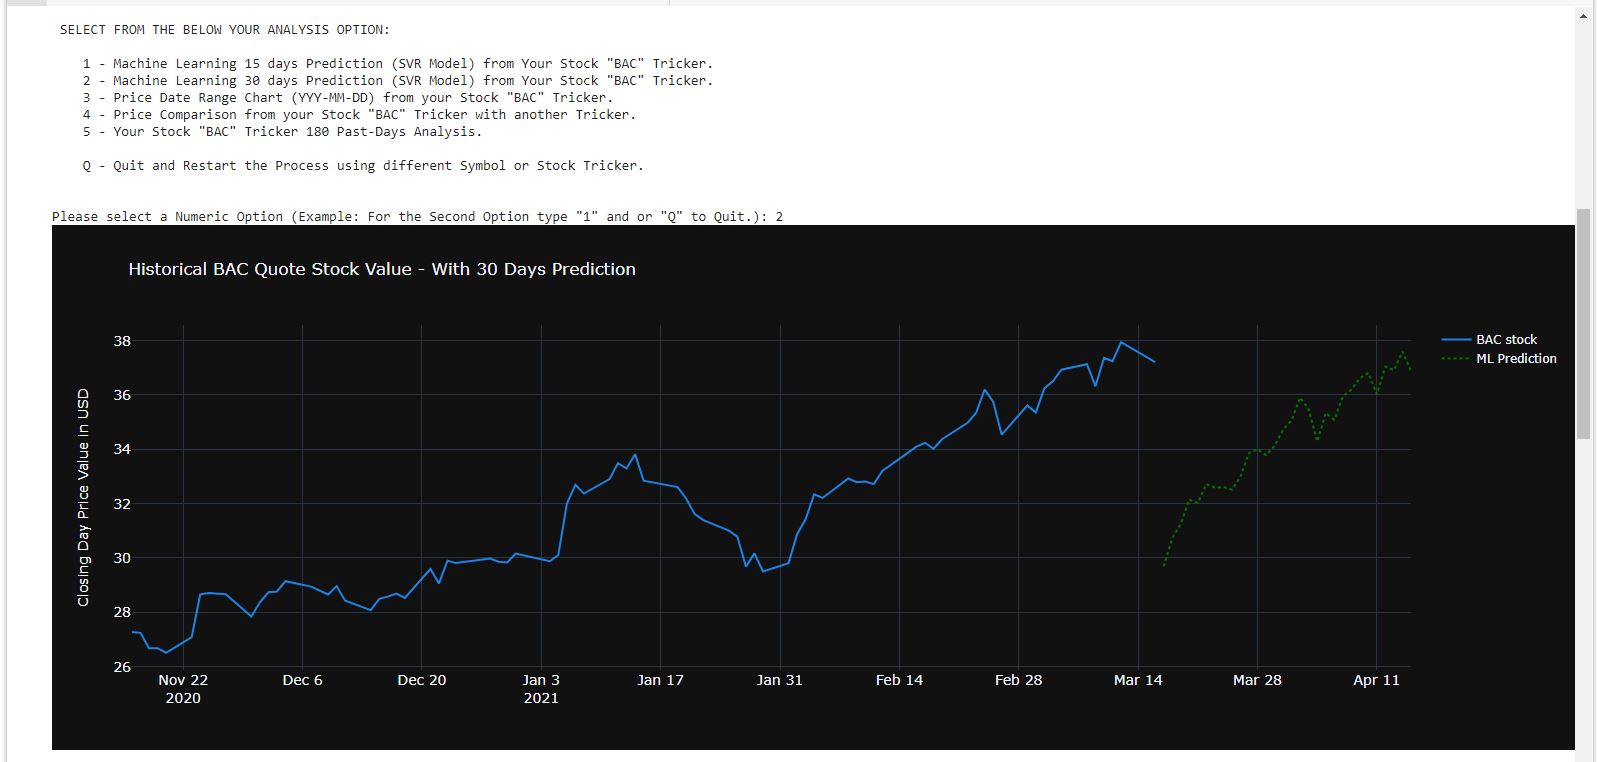 SELECT FROM THE BELOW YOUR ANALYSIS OPTION:
1 - Machine Learning 15 days Prediction (SVR Model) from Your Stock "BAC" Tricker.
2 - Machine Learning 30 days Prediction (SVR Model) from Your Stock "BAC" Tricker.
3 - Price Date Range Chart (YYY-MM-DD) from your Stock "BAC" Tricker.
4 - Price Comparison from your Stock "BAC" Tricker with another Tricker.
5 - Your Stock "BAC" Tricker 180 Past-Days Analysis.
Q - Quit and Restart the Process using different Symbol or Stock Tricker.
Please select a Numeric Option (Example: For the Second Option type "1" and or "Q" to Quit.): 2
Historical BAC Quote Stock Value - With 30 Days Prediction
BAC stock
ML Prediction
Closing Day Price Value in USD
38
36
34
32
30
28
26
Nov 22 Dec 6 Dec 20 Jan 3 Jan 17 Jan 31 Feb 14 Feb 28 Mar 14 Mar 28 Apr 11
2020 2021